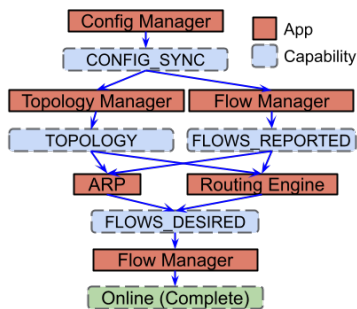 Config Manager
App
CONFIG_SYNC
Capability
Topology Manager
Flow Manager
TOPOLOGY
FLOWS_REPORTED
ARP
Routing Engine
FLOWS_DESIRED
Flow Manager
Online (Complete)